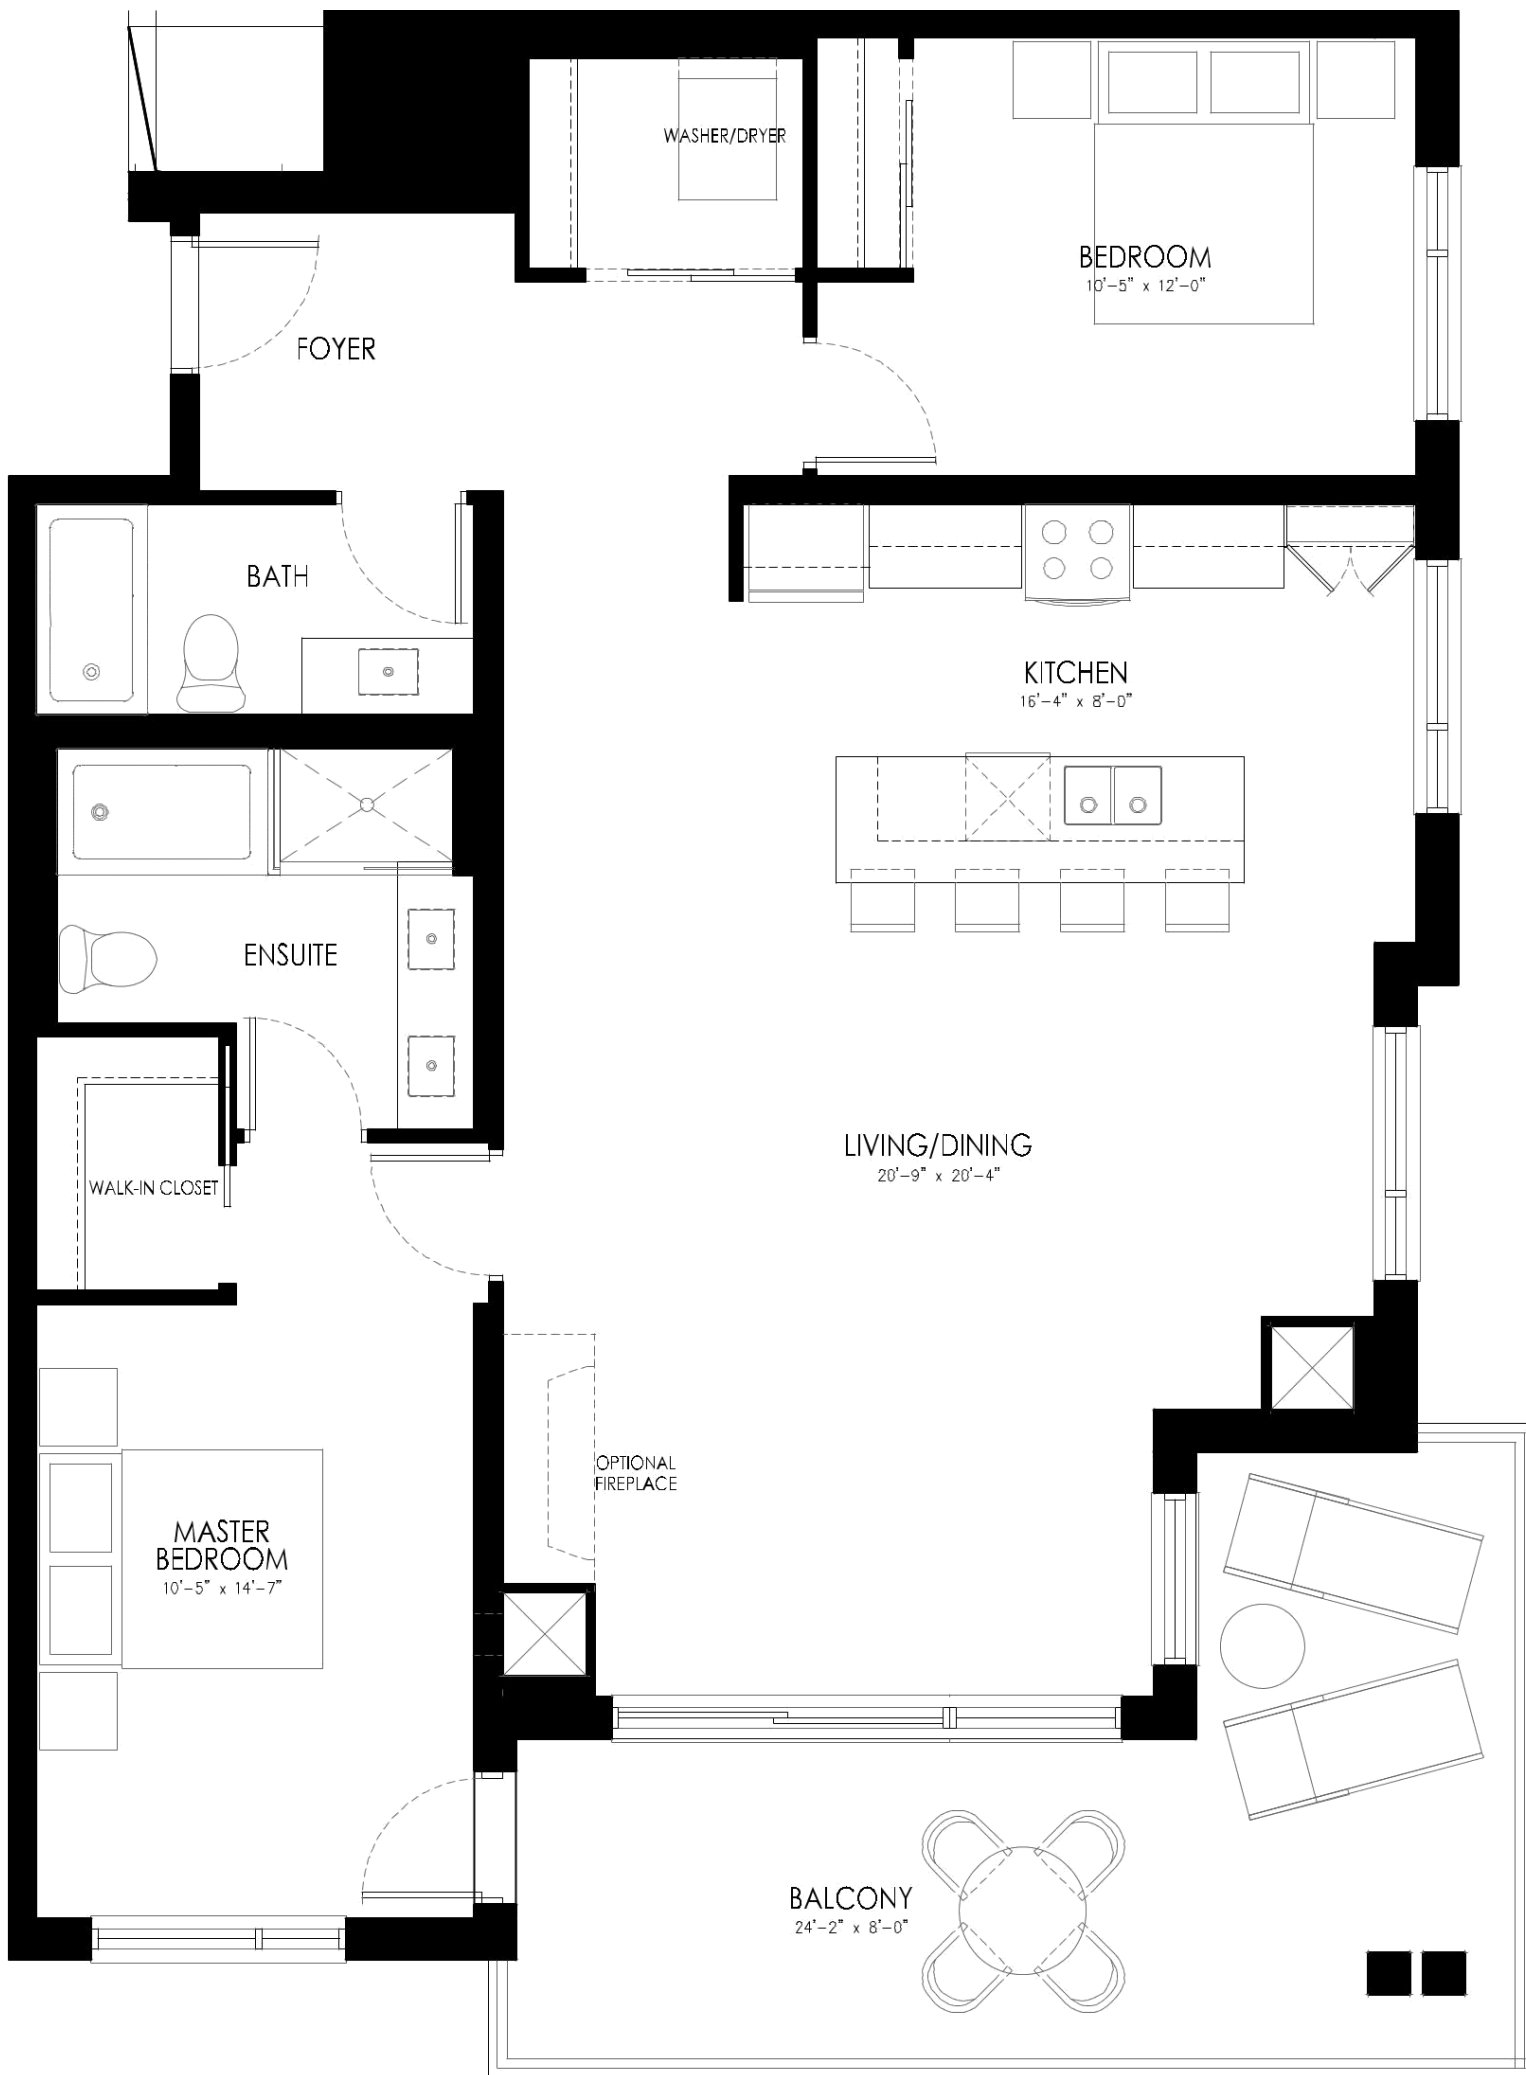 WASHER/DRYER
BEDROOM
10'-5" x 12'-0"
FOYER
BATH
KITCHEN
16'-4" x 8'-0"
ENSUITE
LIVING/DINING
20'-9" x 20'-4"
WALK-IN CLOSET
OPTIONAL
FIREPLACE
MASTER
BEDROOM
10'-5" x 14'-7"
BALCONY
24'-2" x 8'-0"